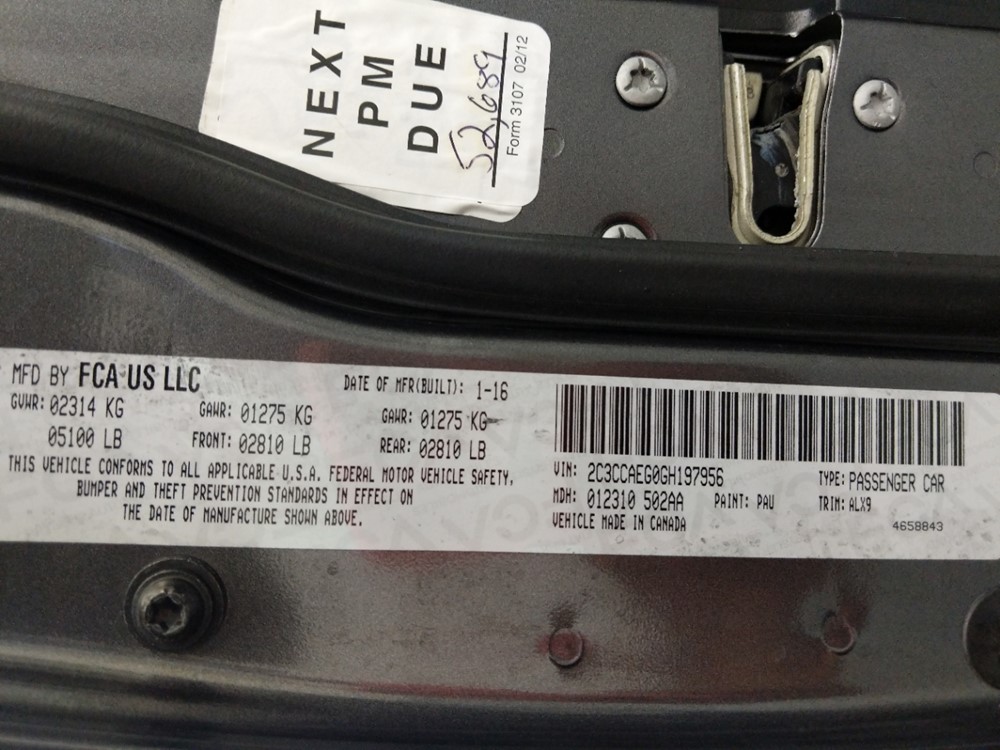 NEXT
PM
DUE
52,689
Form 3107 02/12
MFD BY FCA US LLC
DATE OF MFR(BUILT): 1-16
GVWR: 02314 KG GAWR: 01275 KG GAWR: 01275 KG
05100 LB FRONT: 02810 LB REAR: 02810 LB
THIS VEHICLE CONFORMS TO ALL APPLICABLE U.S.A. FEDERAL MOTOR VEHICLE SAFETY,
BUMPER AND THEFT PREVENTION STANDARDS IN EFFECT ON
THE DATE OF MANUFACTURE SHOWN ABOVE.
VIN: 2C3CCAEG0GH197956 TYPE: PASSENGER CAR
MDH: 012310 502AA PAINT: PAU TRIM: ALX9
VEHICLE MADE IN CANADA 4658843